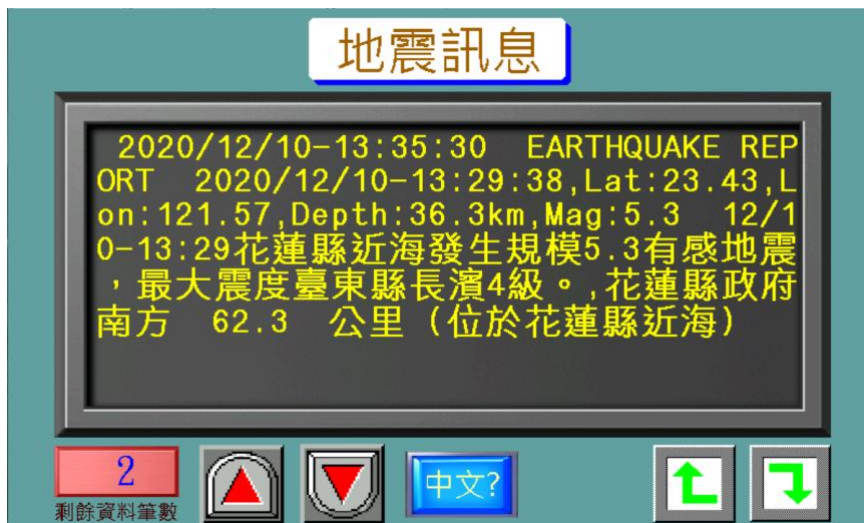 地震訊息
2020/12/10-13:35:30 EARTHQUAKE REP
ORT 2020/12/10-13:29:38,Lat:23.43,L
on:121.57,Depth:36.3km,Mag:5.3 12/1
0-13:29花蓮縣近海發生規模5.3有感地震
，最大震度臺東縣長濱4級。,花蓮縣政府
南方 62.3 公里（位於花蓮縣近海）
2
中文?
剩餘資料筆數